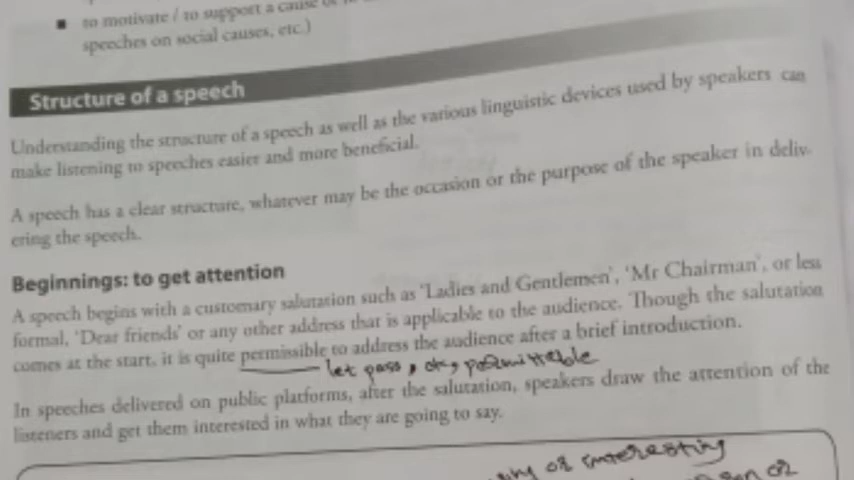 ■ to motivate / to support a cause or
speeches on social causes, etc.)
Structure of a speech
Understanding the structure of a speech as well as the various linguistic devices used by speakers can
make listening to speeches easier and more beneficial.
A speech has a clear structure, whatever may be the occasion or the purpose of the speaker in deliv-
ering the speech.
Beginnings: to get attention
A speech begins with a customary salutation such as 'Ladies and Gentlemen', 'Mr Chairman', or less
formal, 'Dear friends' or any other address that is applicable to the audience. Though the salutation
comes at the start, it is quite permissible to address the audience after a brief introduction.
let pass, ok, permittable
In speeches delivered on public platforms, after the salutation, speakers draw the attention of the
listeners and get them interested in what they are going to say.
or interesting
or